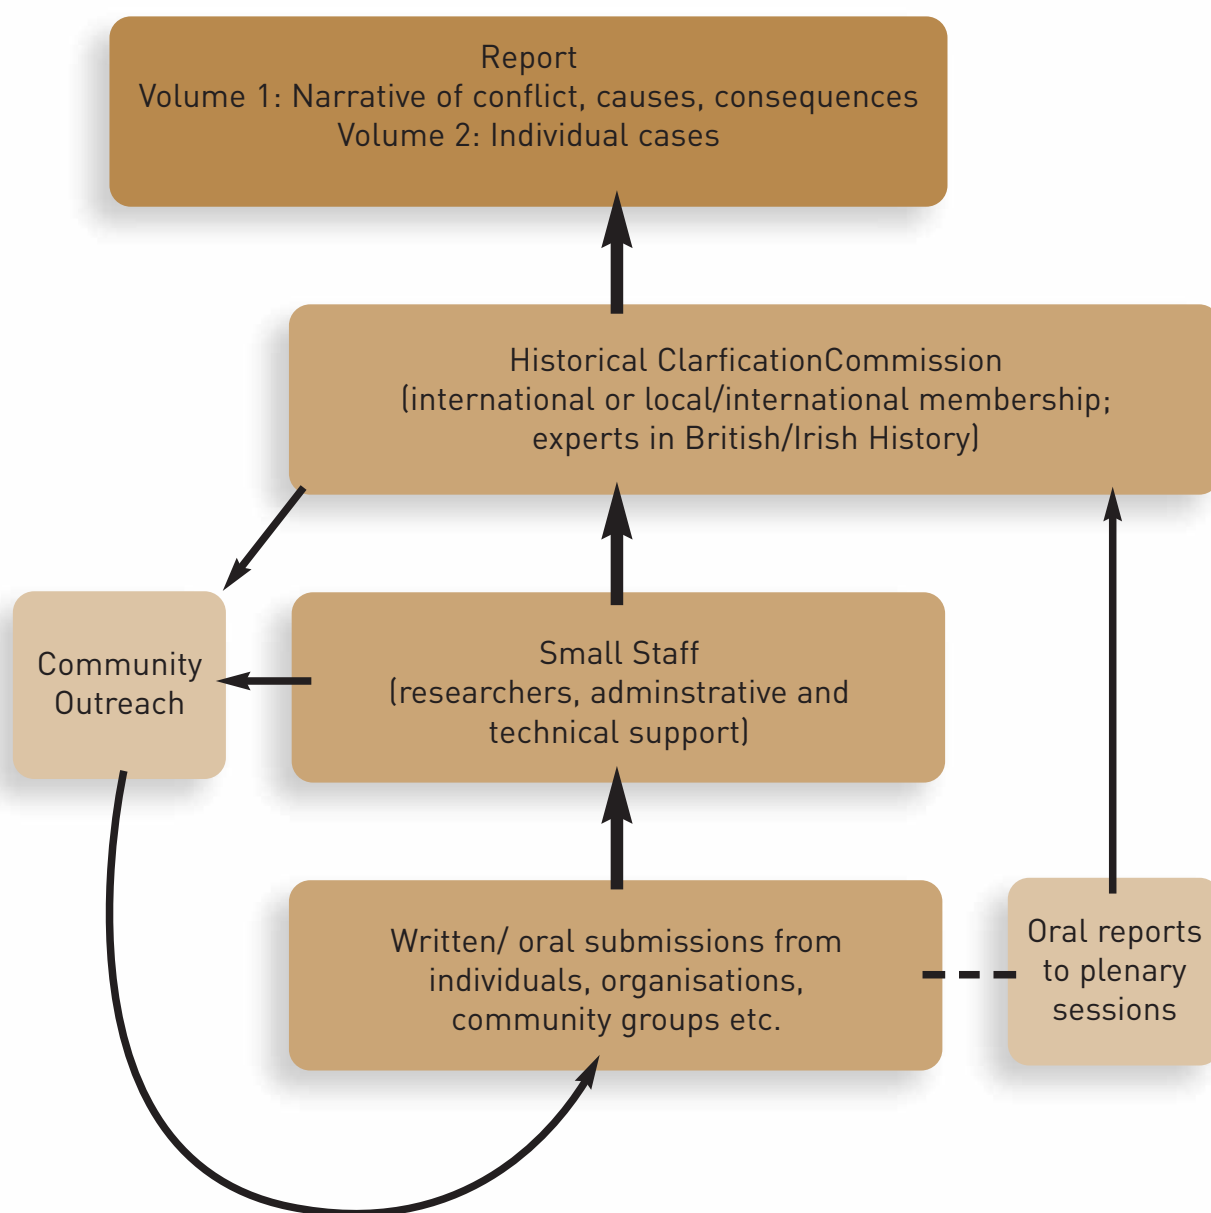 Report
Volume 1: Narrative of conflict, causes, consequences
Volume 2: Individual cases
Historical ClarficationCommission
(international or local/international membership;
experts in British/Irish History)
Community
Outreach
Small Staff
(researchers, adminstrative and
technical support)
Written/ oral submissions from
individuals, organisations,
community groups etc.
Oral reports
to plenary
sessions